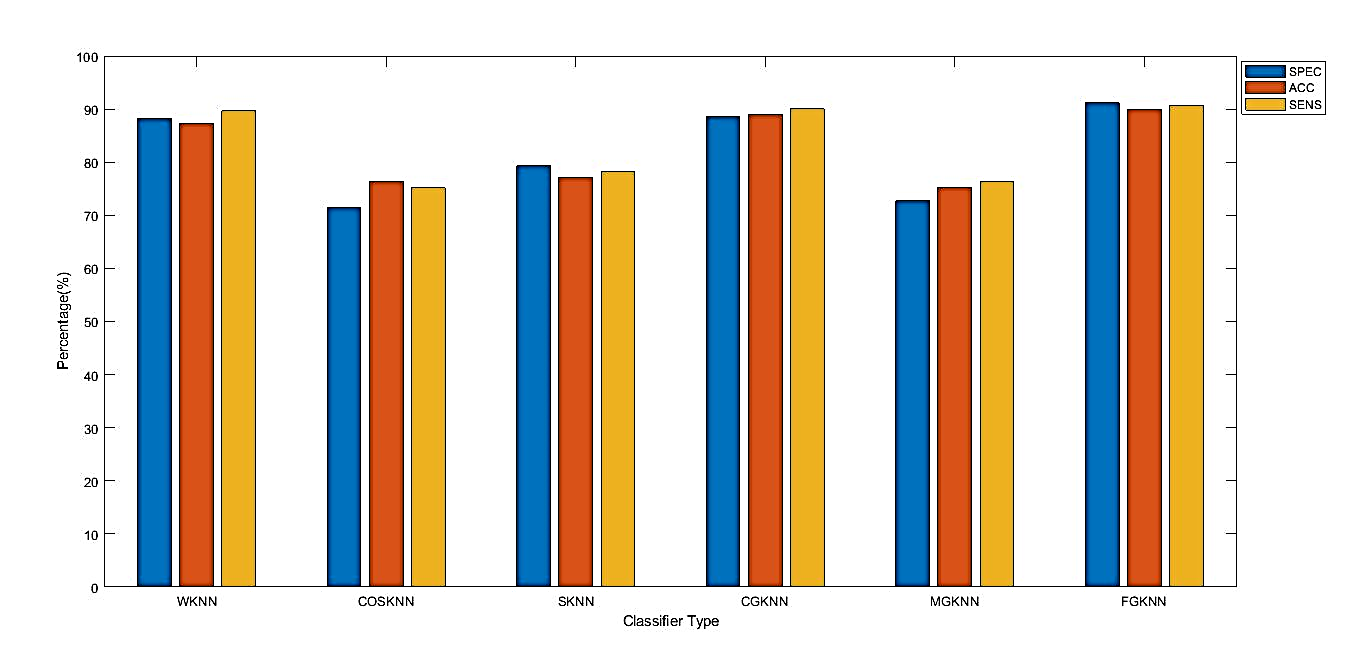 100
90
80
70
60
50
40
30
20
10
0
Percentage(%)
WKNN COSKNN SKNN CGKNN MGKNN FGKNN
Classifier Type
SPEC
ACC
SENS